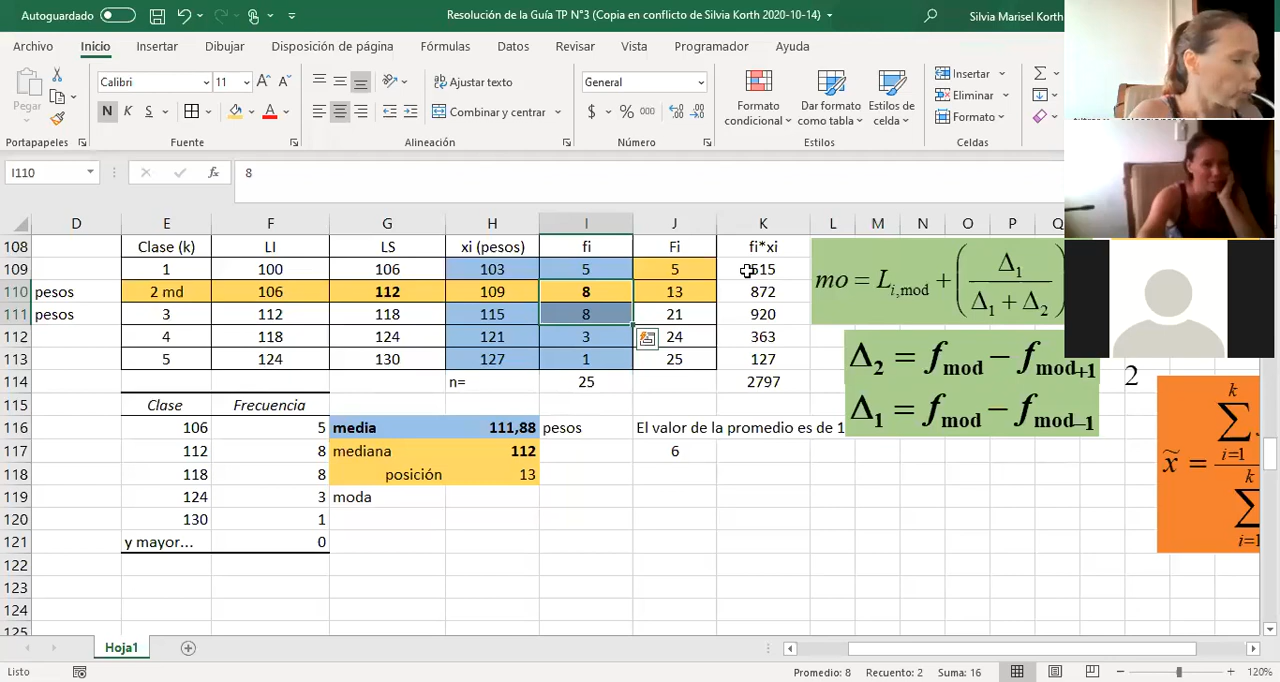 Autoguardado
Resolución de la Guía TP N°3 (Copia en conflicto de Silvia Korth 2020-10-14)
Silvia Marisel Korth
Archivo Inicio Insertar Dibujar Disposición de página Fórmulas Datos Revisar Vista Programador Ayuda
Pegar
Calibri 11
N K S
Ajustar texto
Combinar y centrar
General
$ % 000
Formato condicional
Dar formato como tabla
Estilos de celda
Insertar
Eliminar
Formato
Portapapeles Fuente Alineación Número Estilos Celdas
I110 fx 8
D E F G H I J K L M N O P Q
108 Clase (k) LI LS xi (pesos) fi Fi fi*xi
109 1 100 106 103 5 5 515
110 pesos 2 md 106 112 109 8 13 872
111 pesos 3 112 118 115 8 21 920
112 4 118 124 121 3 24 363
113 5 124 130 127 1 25 127
114 n= 25 2797
115 Clase Frecuencia
116 106 5 media 111,88 pesos El valor de la promedio es de 1
117 112 8 mediana 112 6
118 118 8 posición 13
119 124 3 moda
120 130 1
121 y mayor... 0
122
123
124
125
mo = L i,mod + ( Δ1 / Δ1 + Δ2 )
Δ2 = f mod − f mod+1
Δ1 = f mod − f mod−1
2
x̃ = ∑ k i=1 ∑ k i=1
Hoja1
Listo Promedio: 8 Recuento: 2 Suma: 16 120%